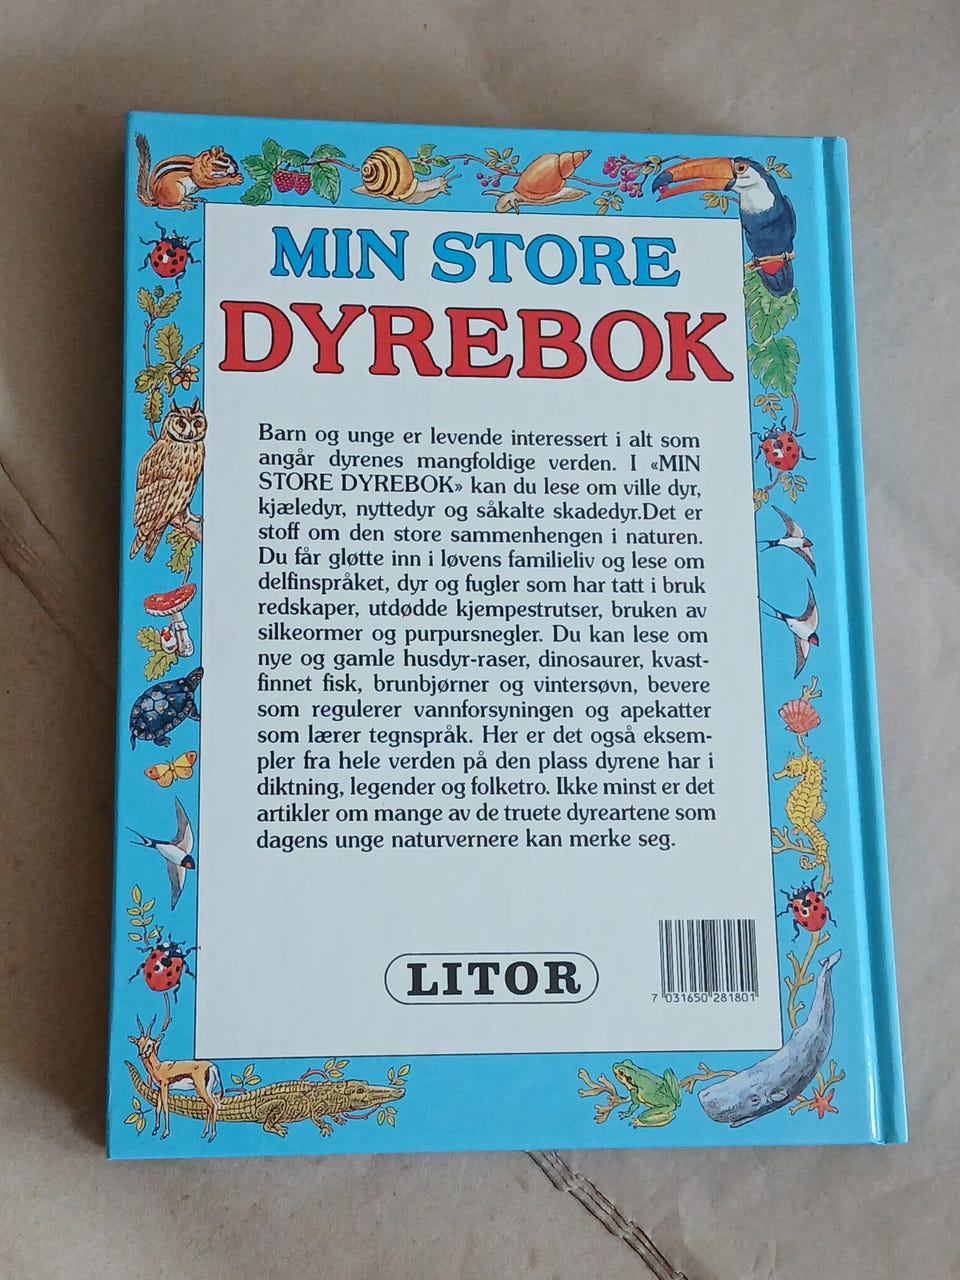 MIN STORE
DYREBOK
Barn og unge er levende interessert i alt som
angår dyrenes mangfoldige verden. I «MIN
STORE DYREBOK» kan du lese om ville dyr,
kjæledyr, nyttedyr og såkalte skadedyr.Det er
stoff om den store sammenhengen i naturen.
Du får gløtte inn i løvens familieliv og lese om
delfinspråket, dyr og fugler som har tatt i bruk
redskaper, utdødde kjempestrutser, bruken av
silkeormer og purpursnegler. Du kan lese om
nye og gamle husdyr-raser, dinosaurer, kvast-
finnet fisk, brunbjørner og vintersøvn, bevere
som regulerer vannforsyningen og apekatter
som lærer tegnspråk. Her er det også eksem-
pler fra hele verden på den plass dyrene har i
diktning, legender og folketro. Ikke minst er det
artikler om mange av de truete dyreartene som
dagens unge naturvernere kan merke seg.
LITOR
7 031650 281801